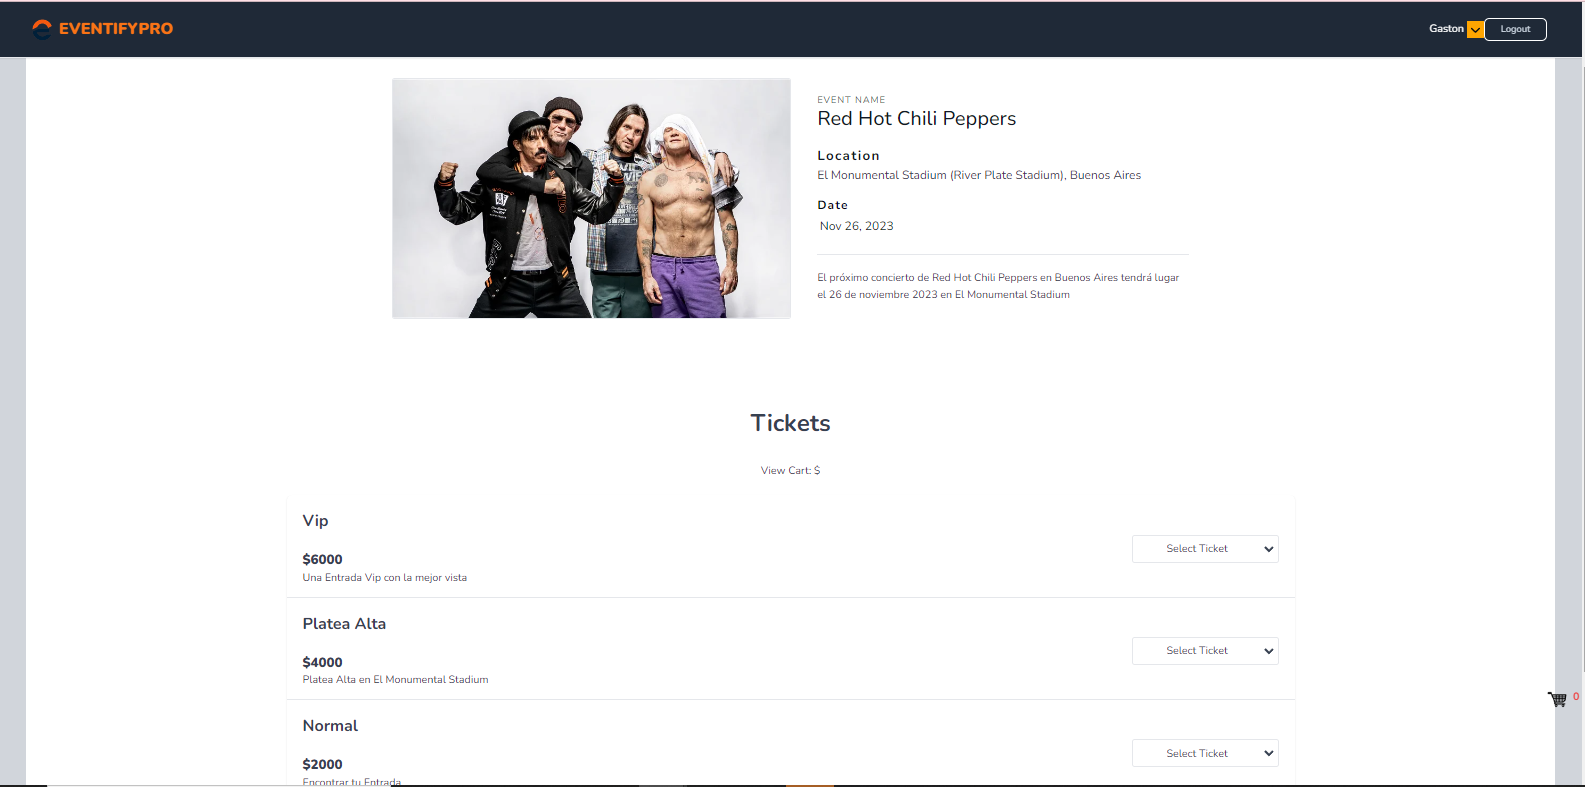 EVENTIFYPRO
Gaston
Logout
EVENT NAME
Red Hot Chili Peppers
Location
El Monumental Stadium (River Plate Stadium), Buenos Aires
Date
Nov 26, 2023
El próximo concierto de Red Hot Chili Peppers en Buenos Aires tendrá lugar
el 26 de noviembre 2023 en El Monumental Stadium
Tickets
View Cart: $
Vip
$6000
Una Entrada Vip con la mejor vista
Select Ticket
Platea Alta
$4000
Platea Alta en El Monumental Stadium
Select Ticket
0
Normal
$2000
Encontrar tu Entrada
Select Ticket